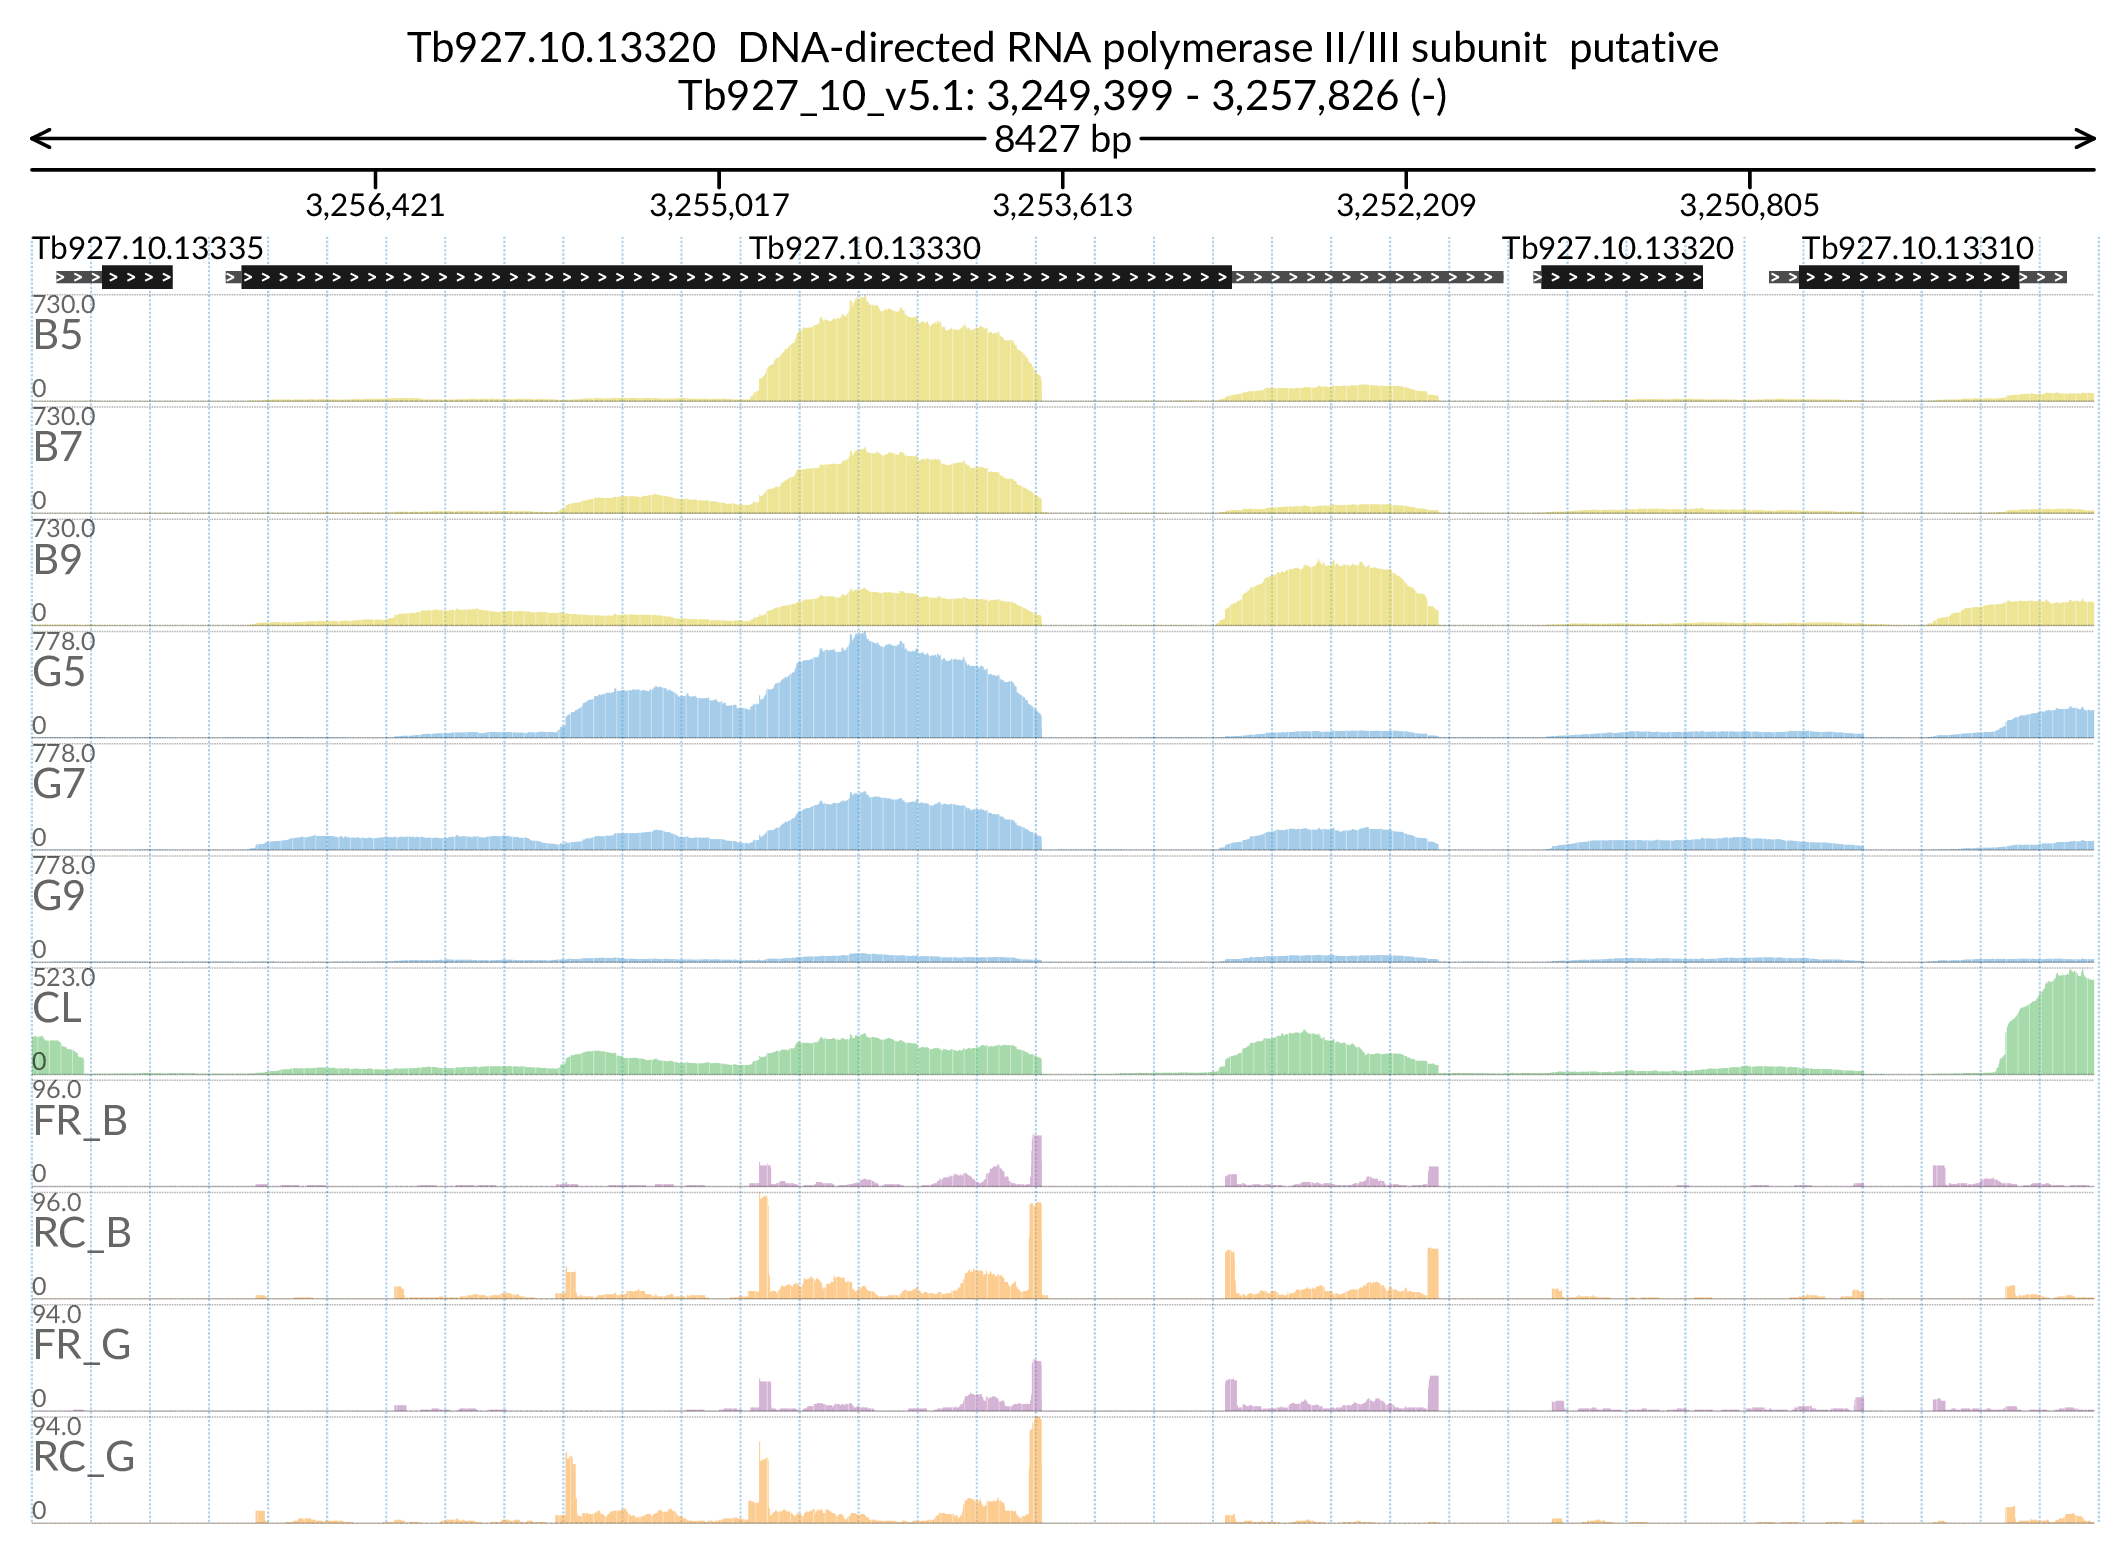 Tb927.10.13320  DNA-directed RNA polymerase II/III subunit  putative
Tb927_10_v5.1: 3,249,399 - 3,257,826 (-)
8427 bp
3,256,421 3,255,017 3,253,613 3,252,209 3,250,805
Tb927.10.13335 Tb927.10.13330 Tb927.10.13320 Tb927.10.13310
730.0
B5
0
730.0
B7
0
730.0
B9
0
778.0
G5
0
778.0
G7
0
778.0
G9
0
523.0
CL
0
96.0
FR_B
0
96.0
RC_B
0
94.0
FR_G
0
94.0
RC_G
0